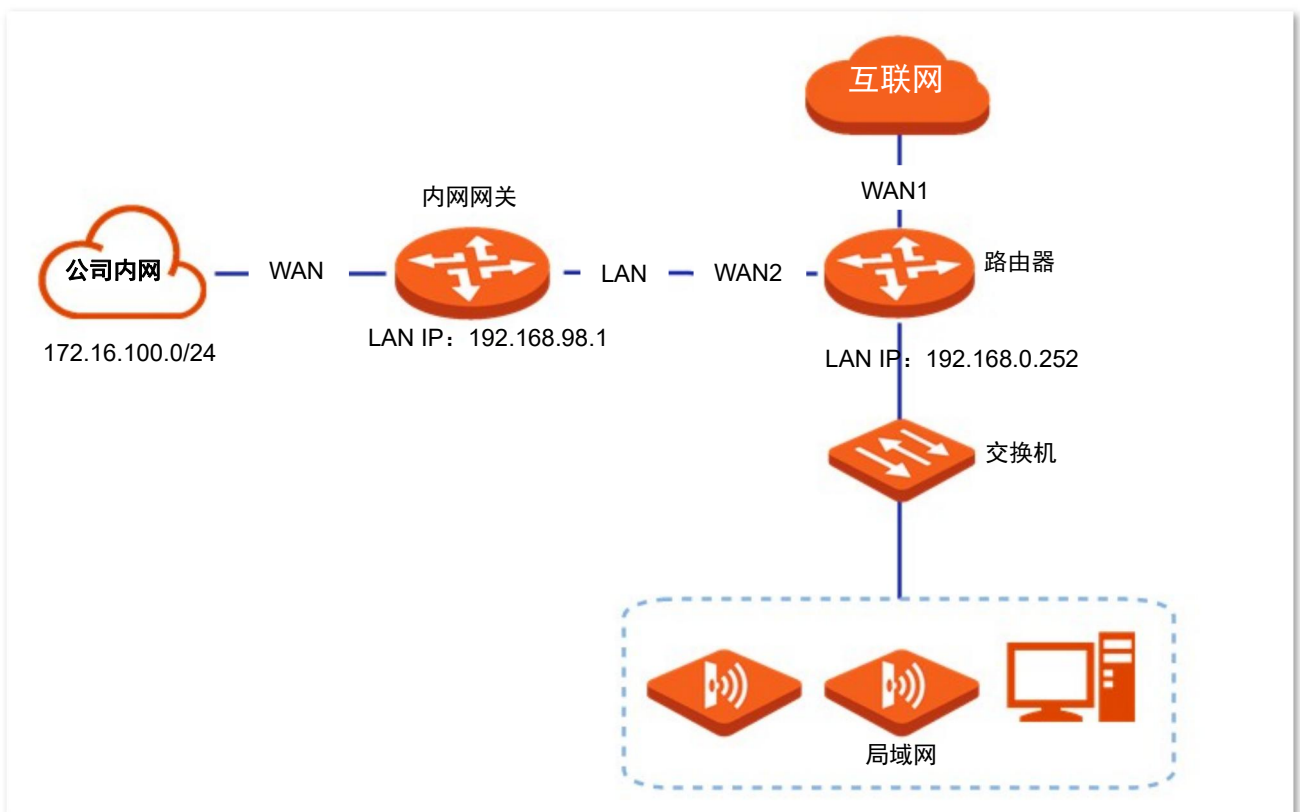 互联网
WAN1
内网网关
公司内网
WAN
LAN
WAN2
路由器
172.16.100.0/24
LAN IP：192.168.98.1
LAN IP：192.168.0.252
交换机
局域网